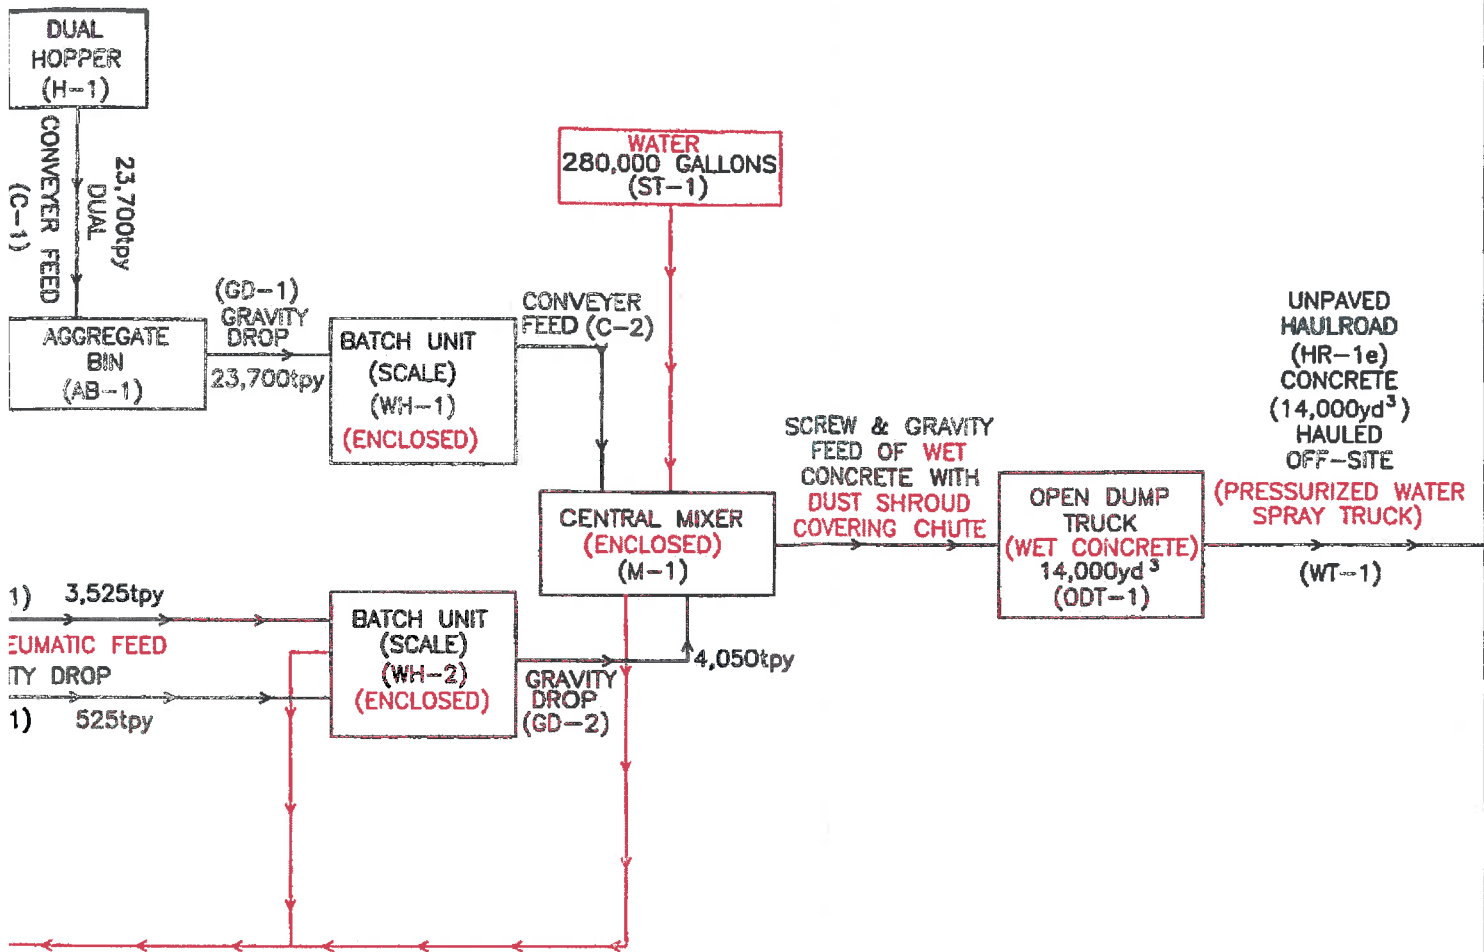 DUAL
HOPPER
(H-1)
23,700tpy
DUAL
CONVEYER FEED
(C-1)
WATER
280,000 GALLONS
(ST-1)
AGGREGATE
BIN
(AB-1)
(GD-1)
GRAVITY
DROP
23,700tpy
BATCH UNIT
(SCALE)
(WH-1)
(ENCLOSED)
CONVEYER
FEED (C-2)
CENTRAL MIXER
(ENCLOSED)
(M-1)
SCREW & GRAVITY
FEED OF WET
CONCRETE WITH
DUST SHROUD
COVERING CHUTE
OPEN DUMP
TRUCK
(WET CONCRETE)
14,000yd³
(ODT-1)
UNPAVED
HAULROAD
(HR-1e)
CONCRETE
(14,000yd³)
HAULED
OFF-SITE
(PRESSURIZED WATER
SPRAY TRUCK)
(WT-1)
1) 3,525tpy
EUMATIC FEED
ITY DROP
1) 525tpy
BATCH UNIT
(SCALE)
(WH-2)
(ENCLOSED)
GRAVITY
DROP
(GD-2)
4,050tpy